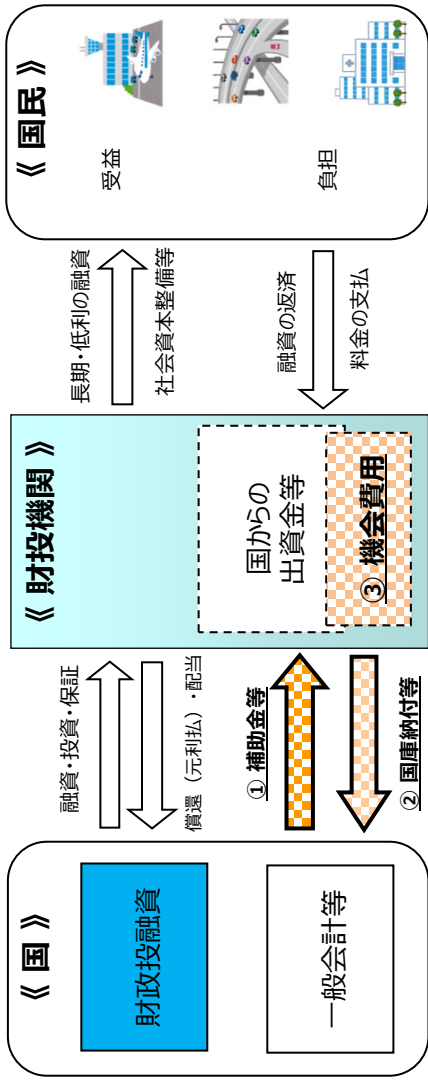 《 国 》
財政投融資
一般会計等
融資・投資・保証
償還（元利払）・配当
① 補助金等
② 国庫納付等
《 財投機関 》
国からの
出資金等
③ 機会費用
長期・低利の融資
社会資本整備等
融資の返済
料金の支払
《 国民 》
受益
負担